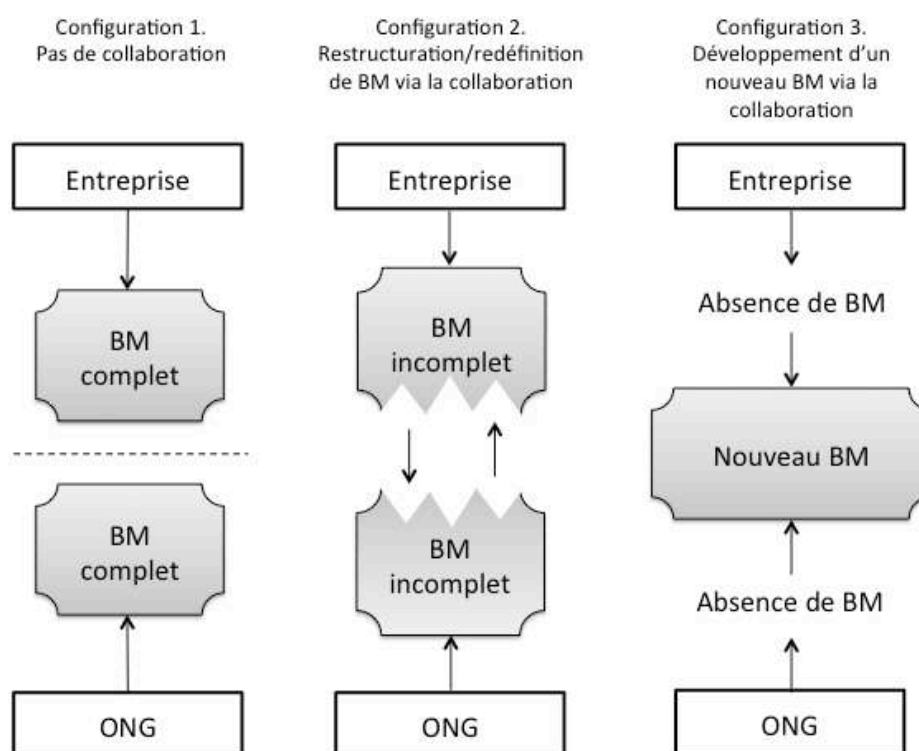 Configuration 1.
Pas de collaboration
Configuration 2.
Restructuration/redéfinition
de BM via la collaboration
Configuration 3.
Développement d'un
nouveau BM via la
collaboration
Entreprise
Entreprise
Entreprise
BM
complet
BM
incomplet
Absence de BM
Nouveau BM
BM
complet
BM
incomplet
Absence de BM
ONG
ONG
ONG